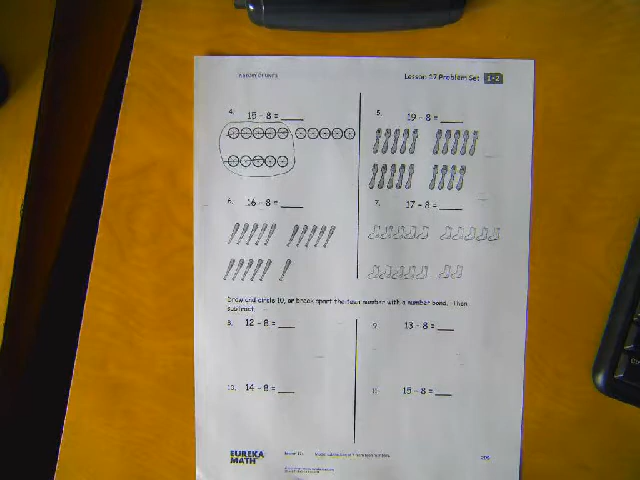 Lesson 17 Problem Set 1•2
4. 15 - 8 = ____
5. 19 - 8 = ____
6. 16 - 8 = ____
7. 17 - 8 = ____
Draw and circle 10, or break apart the teen number with a number bond. Then
subtract.
8. 12 - 8 = ____
9. 13 - 8 = ____
10. 14 - 8 = ____
11. 15 - 8 = ____
EUREKA
MATH